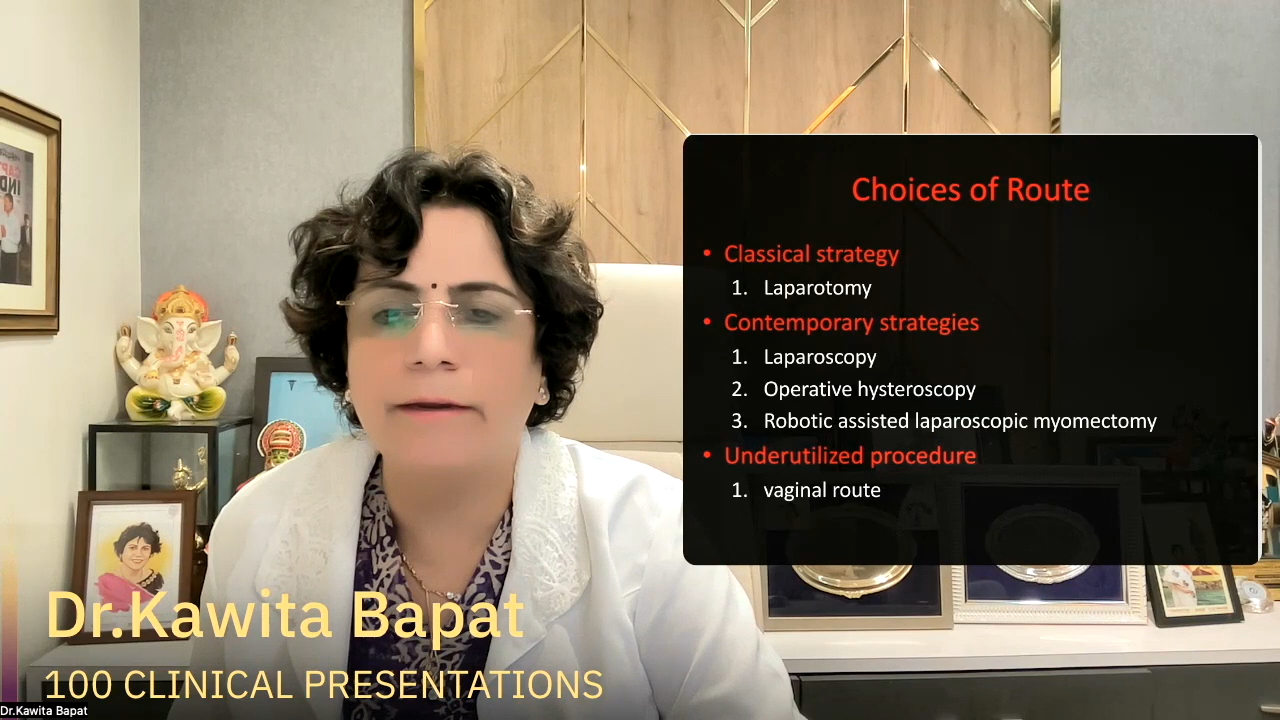 Choices of Route
• Classical strategy
1. Laparotomy
• Contemporary strategies
1. Laparoscopy
2. Operative hysteroscopy
3. Robotic assisted laparoscopic myomectomy
• Underutilized procedure
1. vaginal route
Dr.Kawita Bapat
100 CLINICAL PRESENTATIONS
Dr.Kawita Bapat